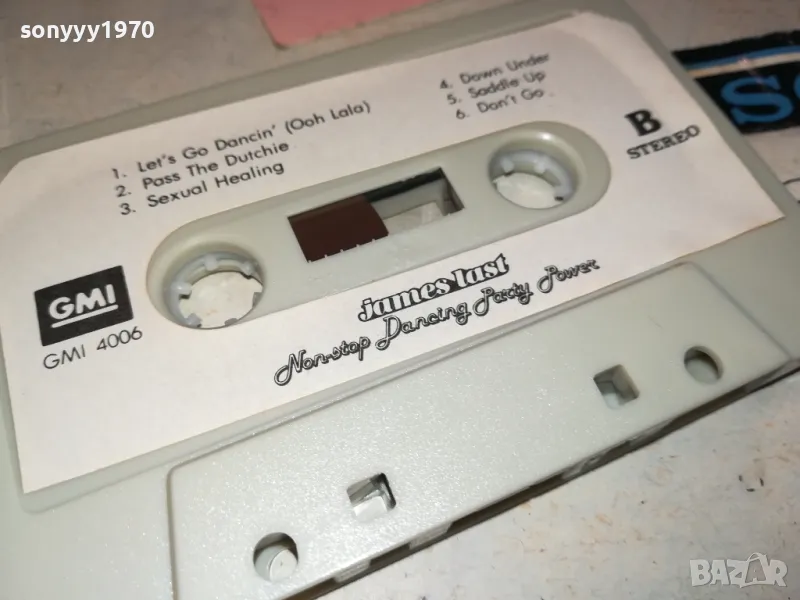 sonyyy1970
1. Let's Go Dancin' (Ooh Lala)
2. Pass The Dutchie
3. Sexual Healing
4. Down Under
5. Saddle Up
6. Don't Go
B
STEREO
GMI
GMI 4006
james last
Non-stop Dancing Party Power
BAZAR